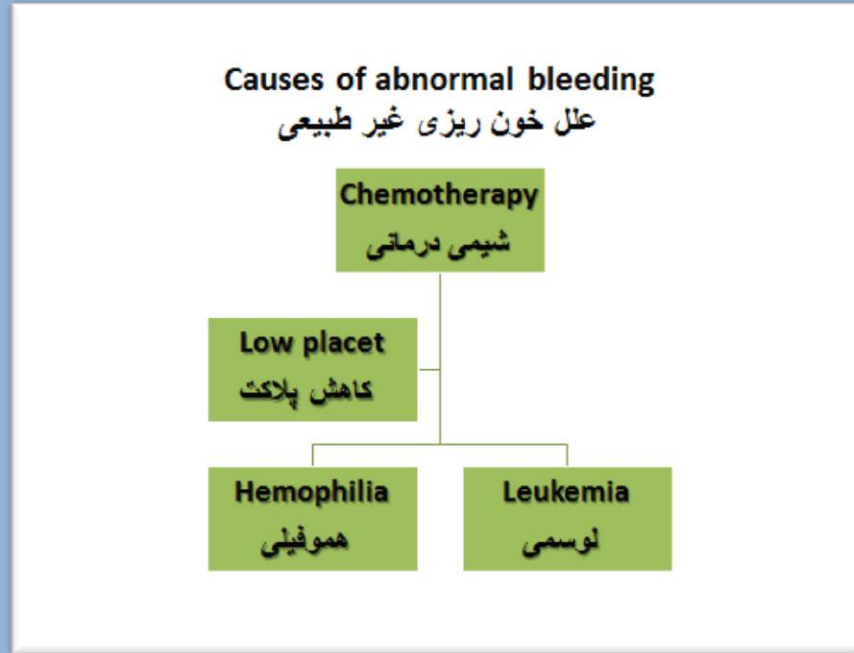 Causes of abnormal bleeding
علل خون ریزی غیر طبیعی
Chemotherapy
شیمی درمانی
Low placet
کاهش پلاکت
Hemophilia
هموفیلی
Leukemia
لوسمی